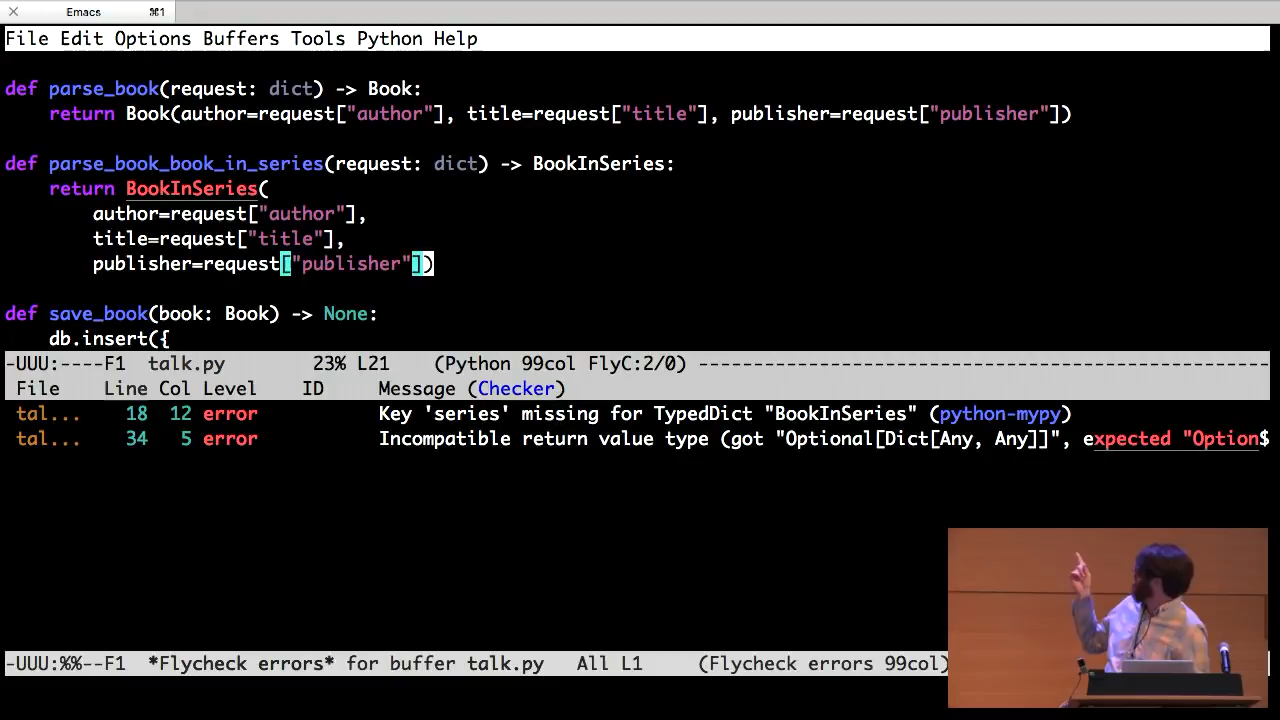 Emacs ⌘1
File Edit Options Buffers Tools Python Help
def parse_book(request: dict) -> Book:
    return Book(author=request["author"], title=request["title"], publisher=request["publisher"])
def parse_book_book_in_series(request: dict) -> BookInSeries:
    return BookInSeries(
        author=request["author"],
        title=request["title"],
        publisher=request["publisher"])
def save_book(book: Book) -> None:
    db.insert({
-UUU:----F1  talk.py        23% L21    (Python 99col FlyC:2/0) ----------------------------------------------------
File    Line Col Level    ID     Message (Checker)
tal...    18  12 error           Key 'series' missing for TypedDict "BookInSeries" (python-mypy)
tal...    34   5 error           Incompatible return value type (got "Optional[Dict[Any, Any]]", expected "Option$
-UUU:%%--F1  *Flycheck errors* for buffer talk.py   All L1     (Flycheck errors 99col)